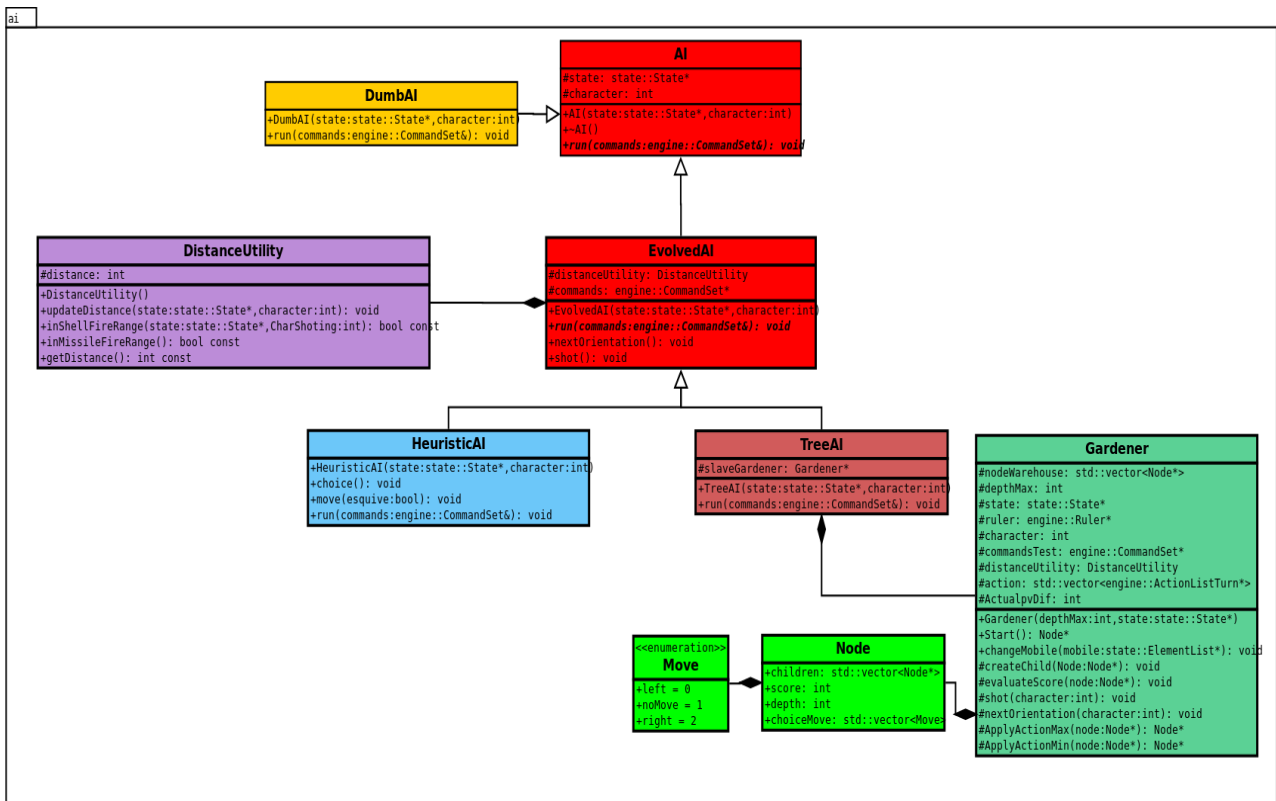 ai
AI
#state: state::State*
#character: int
+AI(state:state::State*,character:int)
+~AI()
+run(commands:engine::CommandSet&): void
DumbAI
+DumbAI(state:state::State*,character:int)
+run(commands:engine::CommandSet&): void
DistanceUtility
#distance: int
+DistanceUtility()
+updateDistance(state:state::State*,character:int): void
+inShellFireRange(state:state::State*,CharShoting:int): bool const
+inMissileFireRange(): bool const
+getDistance(): int const
EvolvedAI
#distanceUtility: DistanceUtility
#commands: engine::CommandSet*
+EvolvedAI(state:state::State*,character:int)
+run(commands:engine::CommandSet&): void
+nextOrientation(): void
+shot(): void
HeuristicAI
+HeuristicAI(state:state::State*,character:int)
+choice(): void
+move(esquive:bool): void
+run(commands:engine::CommandSet&): void
TreeAI
#slaveGardener: Gardener*
+TreeAI(state:state::State*,character:int)
+run(commands:engine::CommandSet&): void
Gardener
#nodeWarehouse: std::vector<Node*>
#depthMax: int
#state: state::State*
#ruler: engine::Ruler*
#character: int
#commandsTest: engine::CommandSet*
#distanceUtility: DistanceUtility
#action: std::vector<engine::ActionListTurn*>
#ActualpvDif: int
+Gardener(depthMax:int,state:state::State*)
+Start(): Node*
+changeMobile(mobile:state::ElementList*): void
#createChild(Node:Node*): void
#evaluateScore(node:Node*): void
#shot(character:int): void
#nextOrientation(character:int): void
#ApplyActionMax(node:Node*): Node*
#ApplyActionMin(node:Node*): Node*
<<enumeration>>
Move
+left = 0
+noMove = 1
+right = 2
Node
+children: std::vector<Node*>
+score: int
+depth: int
+choiceMove: std::vector<Move>